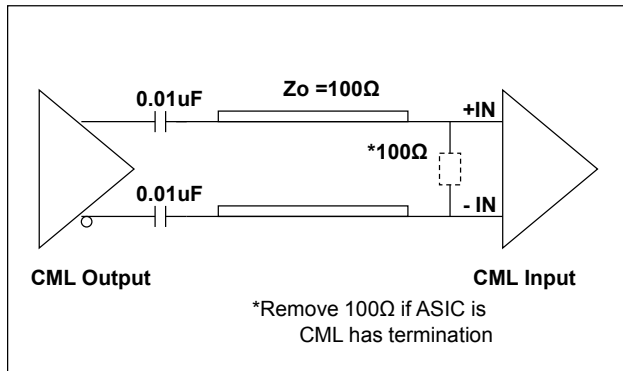 0.01uF
Zo =100Ω
+IN
*100Ω
0.01uF
- IN
CML Output
CML Input
*Remove 100Ω if ASIC is
CML has termination